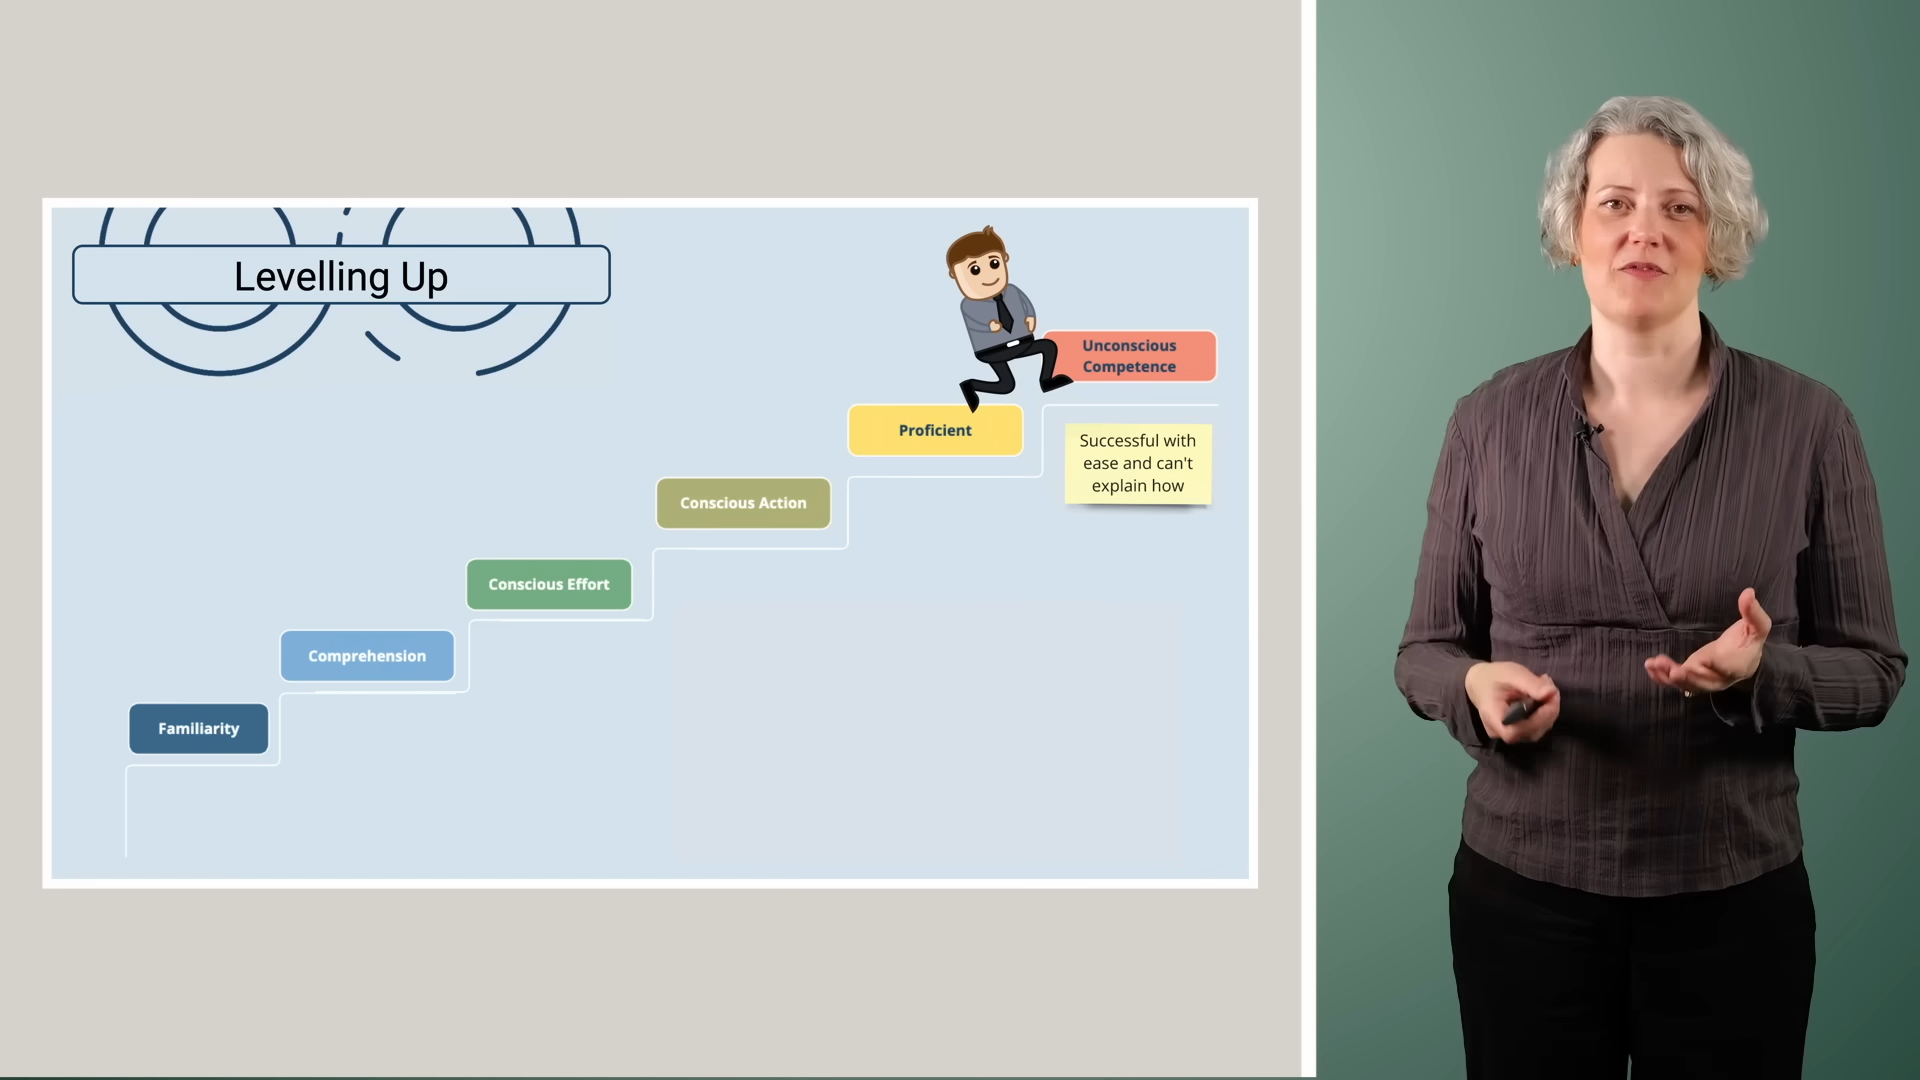 Levelling Up
Unconscious
Competence
Proficient
Successful with
ease and can't
explain how
Conscious Action
Conscious Effort
Comprehension
Familiarity